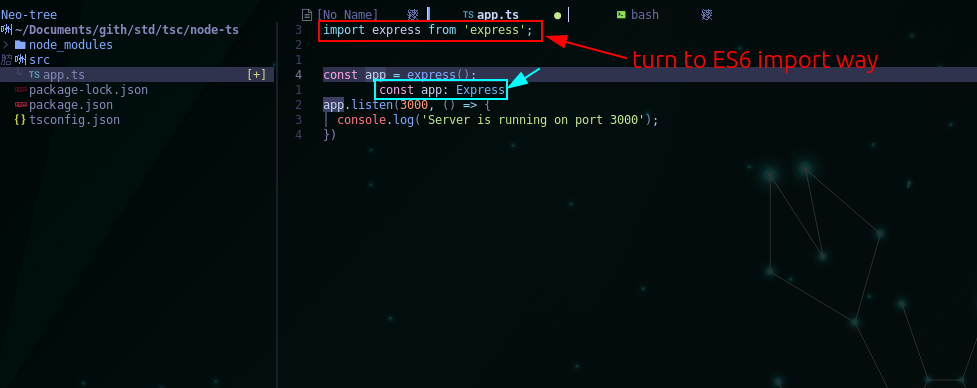 Neo-tree
[No Name] app.ts ● bash
~/Documents/gith/std/tsc/node-ts
node_modules
src
TS app.ts [+]
package-lock.json
package.json
{} tsconfig.json
3 import express from 'express';
2
1
4 const app = express();
1 const app: Express
2 app.listen(3000, () => {
3 console.log('Server is running on port 3000');
4 })
turn to ES6 import way